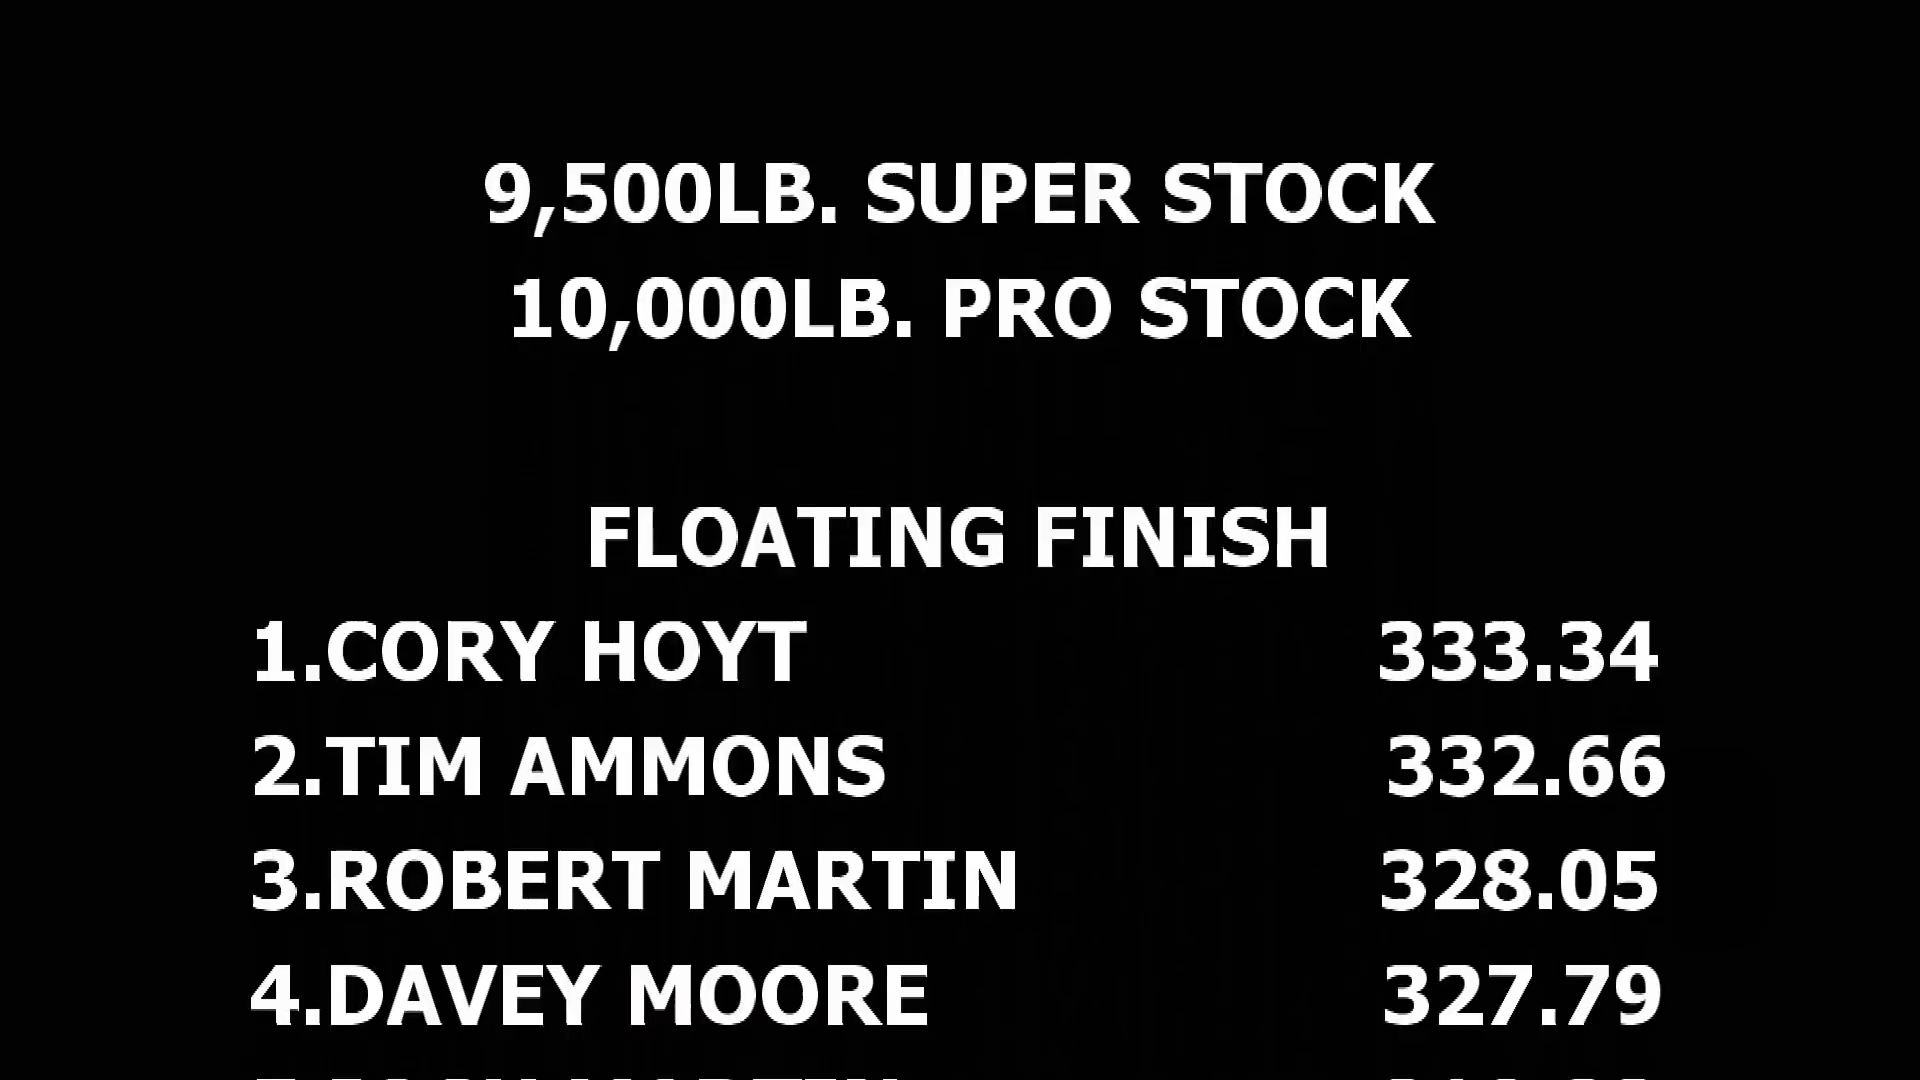 9,500LB. SUPER STOCK
10,000LB. PRO STOCK
FLOATING FINISH
1.CORY HOYT 333.34
2.TIM AMMONS 332.66
3.ROBERT MARTIN 328.05
4.DAVEY MOORE 327.79